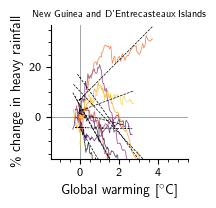 New Guinea and D'Entrecasteaux Islands
% change in heavy rainfall
20
0
0
2
4
Global warming [°C]